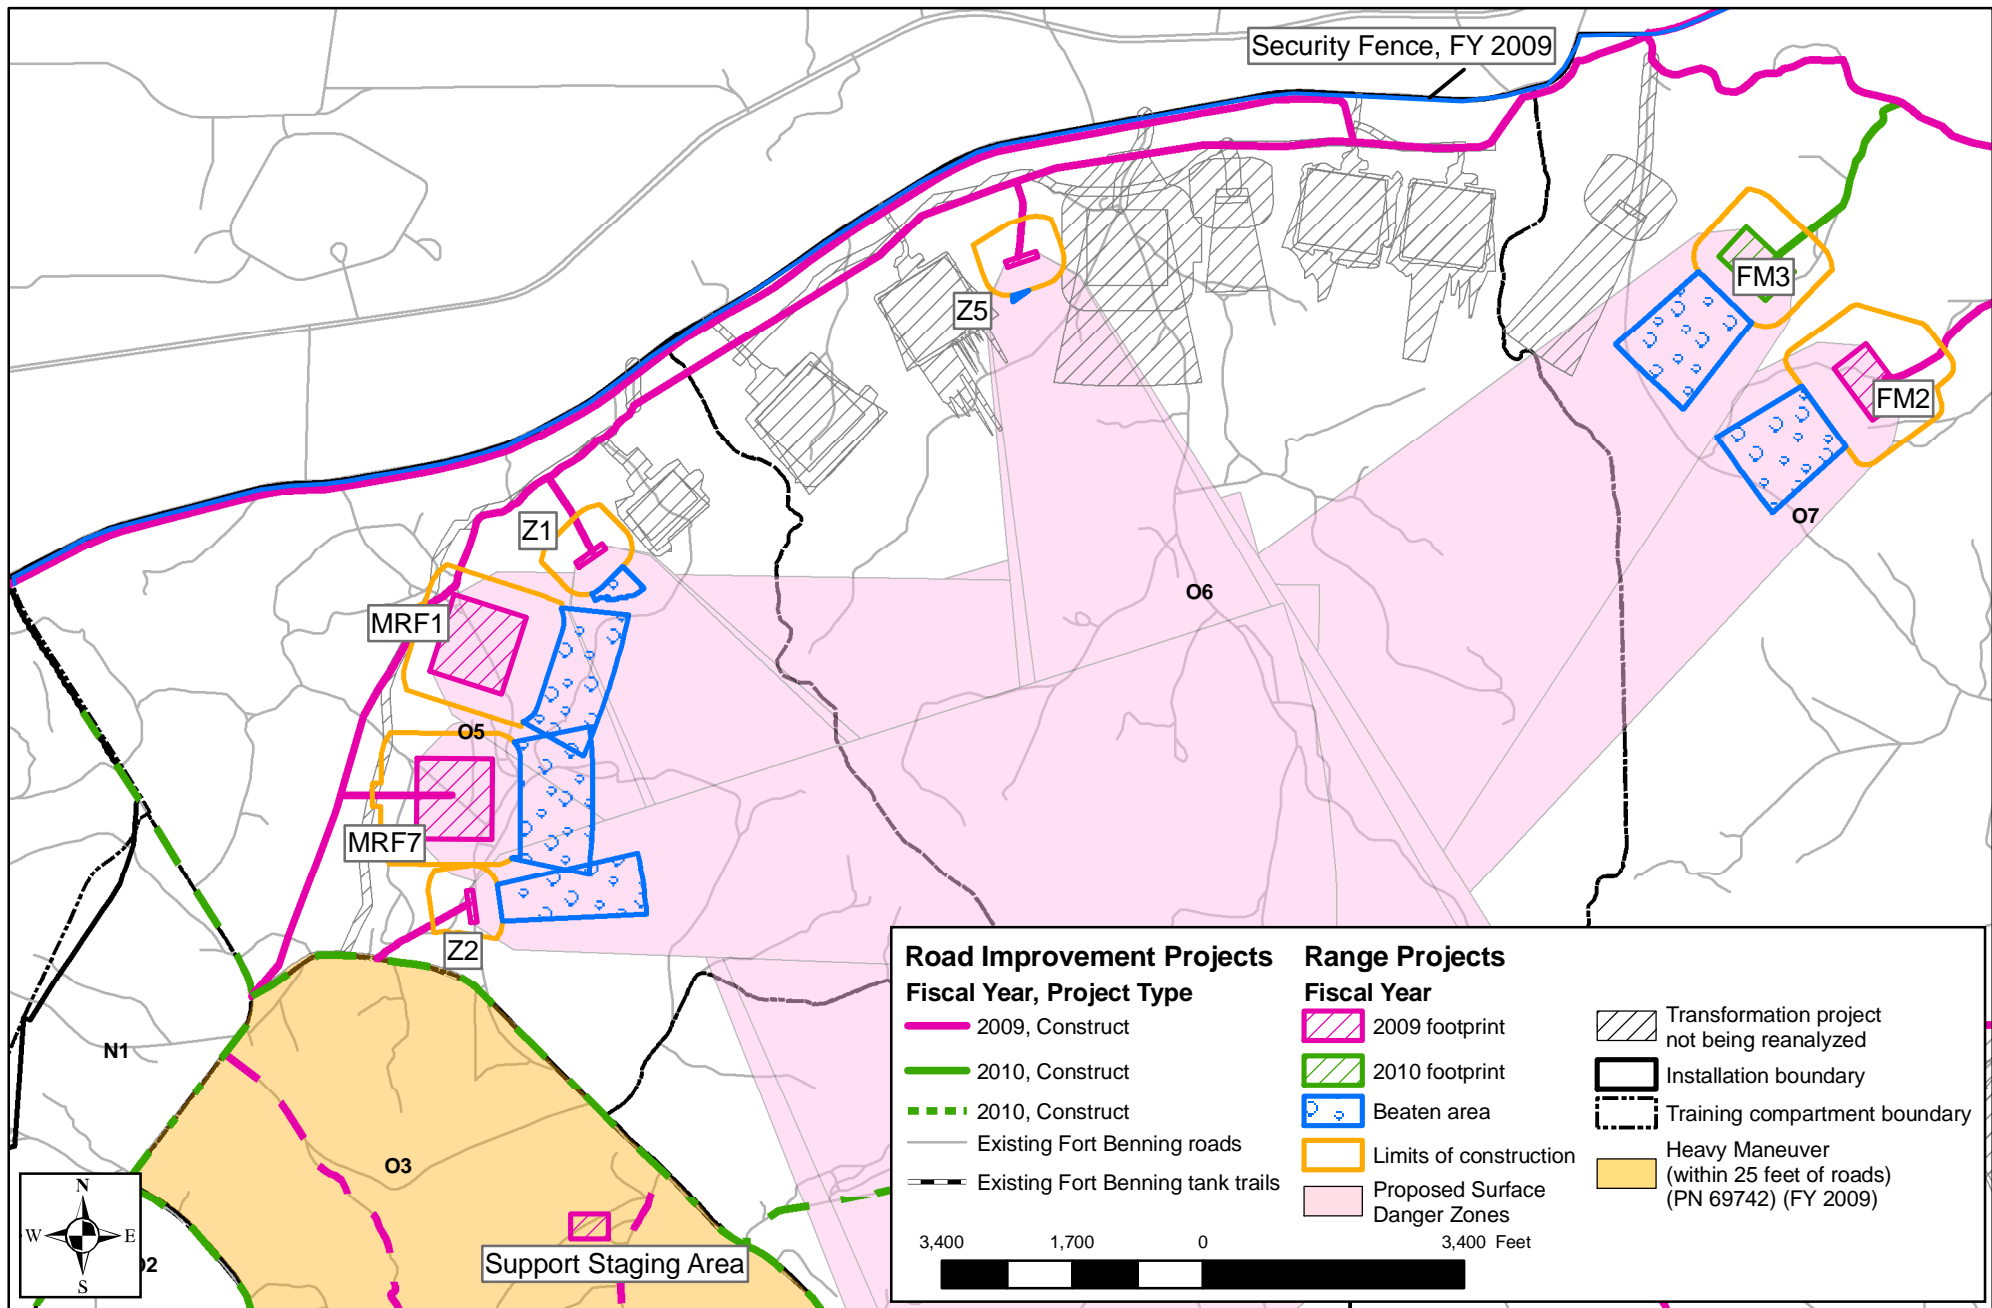 Security Fence, FY 2009
FM3
Z5
FM2
O7
Z1
O6
MRF1
O5
MRF7
Z2
N1
O3
Support Staging Area
N
W
E
S
Road Improvement Projects
Fiscal Year, Project Type
2009, Construct
2010, Construct
2010, Construct
Existing Fort Benning roads
Existing Fort Benning tank trails
Range Projects
Fiscal Year
2009 footprint
2010 footprint
Beaten area
Limits of construction
Proposed Surface
Danger Zones
Transformation project
not being reanalyzed
Installation boundary
Training compartment boundary
Heavy Maneuver
(within 25 feet of roads)
(PN 69742) (FY 2009)
3,400 1,700 0 3,400 Feet